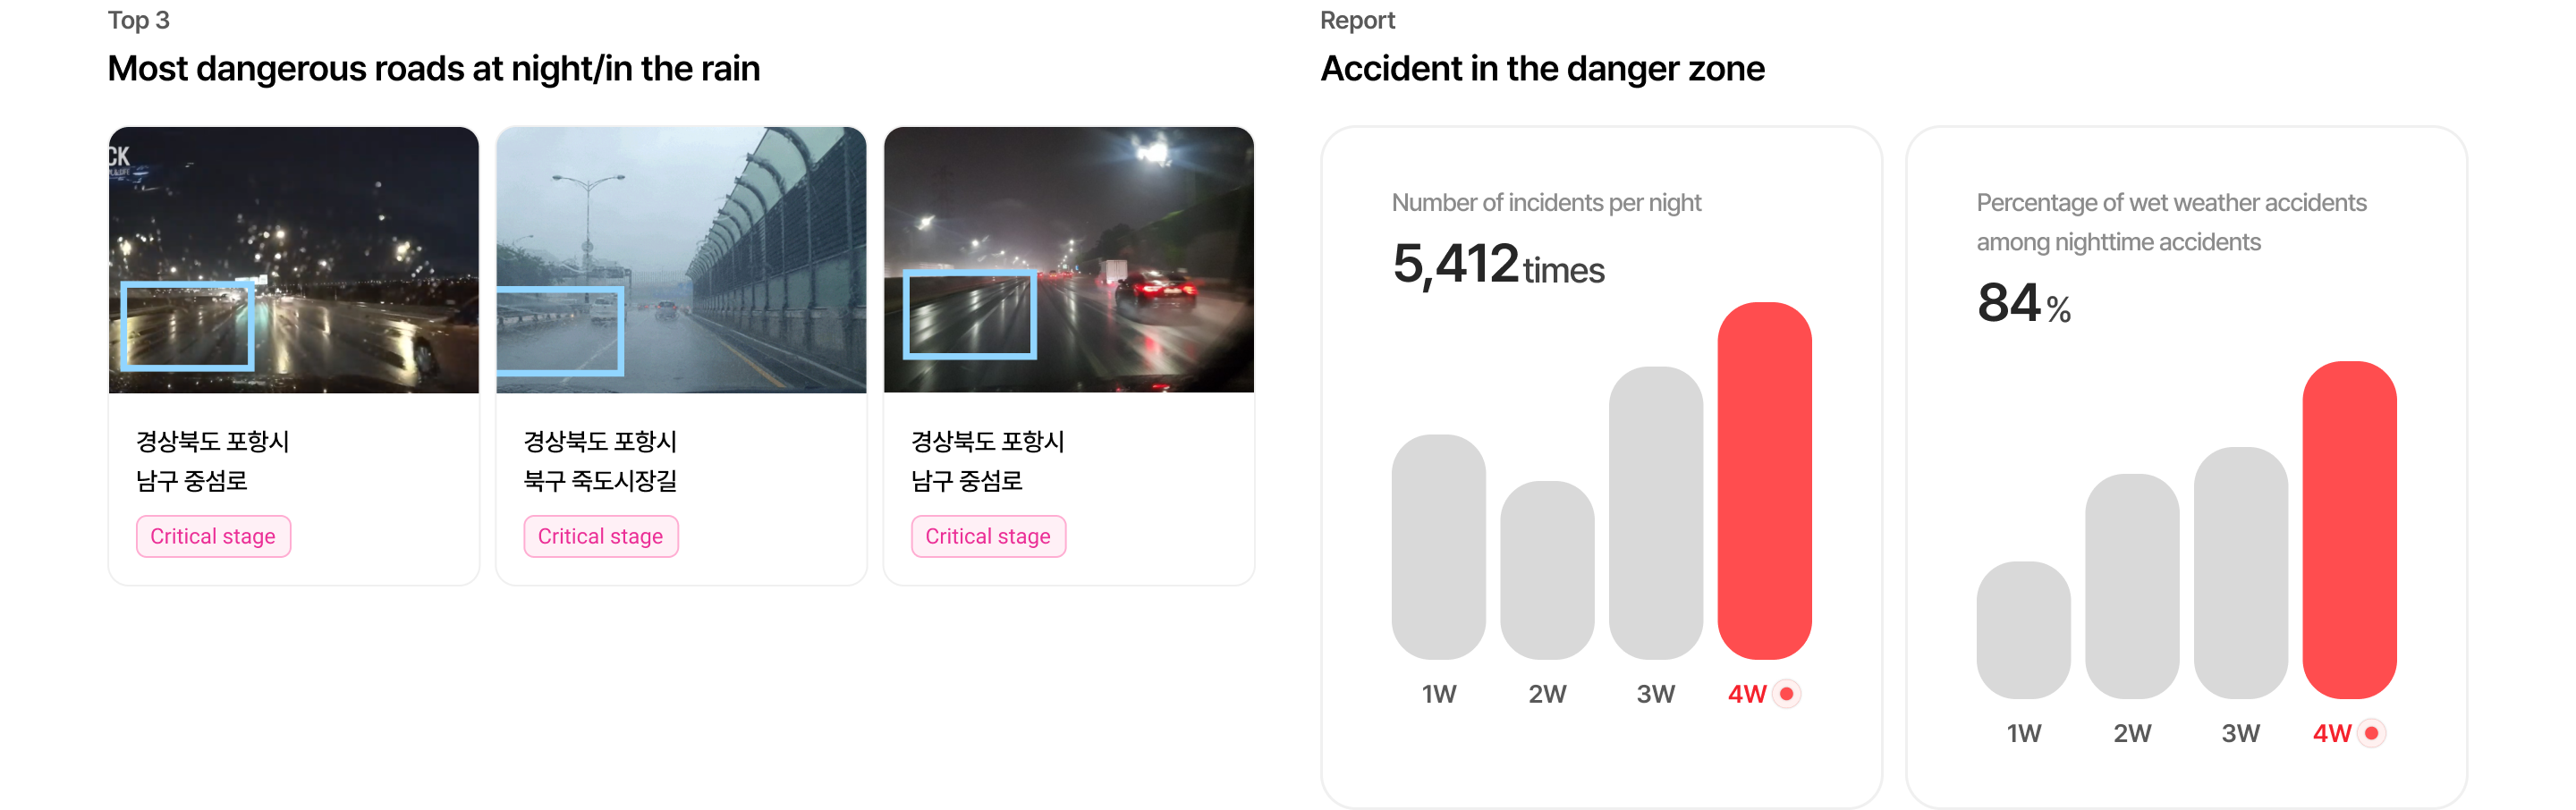 Top 3
Most dangerous roads at night/in the rain
CK
경상북도 포항시
남구 중섬로
Critical stage
경상북도 포항시
북구 죽도시장길
Critical stage
경상북도 포항시
남구 중섬로
Critical stage
Report
Accident in the danger zone
Number of incidents per night
5,412 times
1W 2W 3W 4W
Percentage of wet weather accidents
among nighttime accidents
84 %
1W 2W 3W 4W